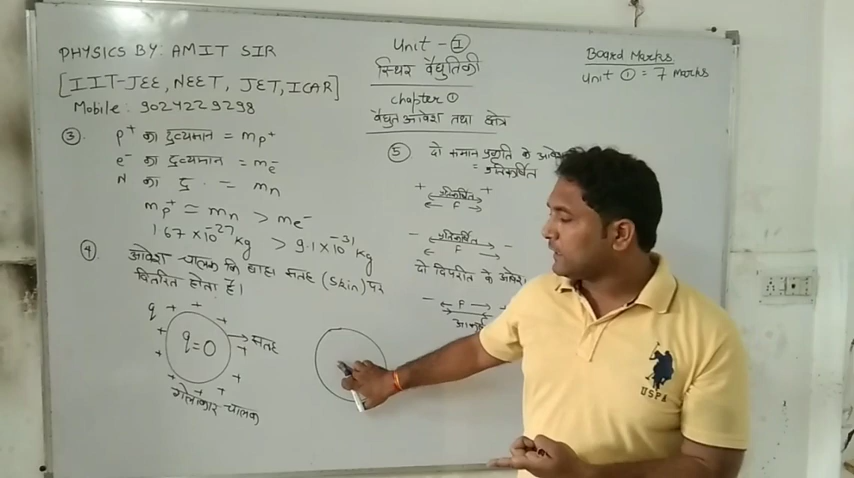 PHYSICS BY: AMIT SIR
[IIT-JEE, NEET, JET, ICAR]
Mobile: 9024229298
Unit - I
स्थिर वैद्युतिकी
chapter ①
वैद्युत आवेश तथा क्षेत्र
Board Marks
Unit ① = 7 Marks
③ p⁺ का द्रव्यमान = mp⁺
e⁻ का द्रव्यमान = me⁻
N का द्र. = mn
mp⁺ ≃ mn > me⁻
1.67×10⁻²⁷ Kg > 9.1×10⁻³¹ Kg
④ आवेश चालक के बाह्य सतह (Skin) पर
वितरित होता है।
q + + +
+ q=0 → सतह
+ + +
+ + +
गोलाकार चालक
⑤ दो समान प्रकृति के आवेश
= प्रतिकर्षित
+ प्रतिकर्षित +
F
- प्रतिकर्षित -
F
दो विपरीत के आवेश
- F
USPA